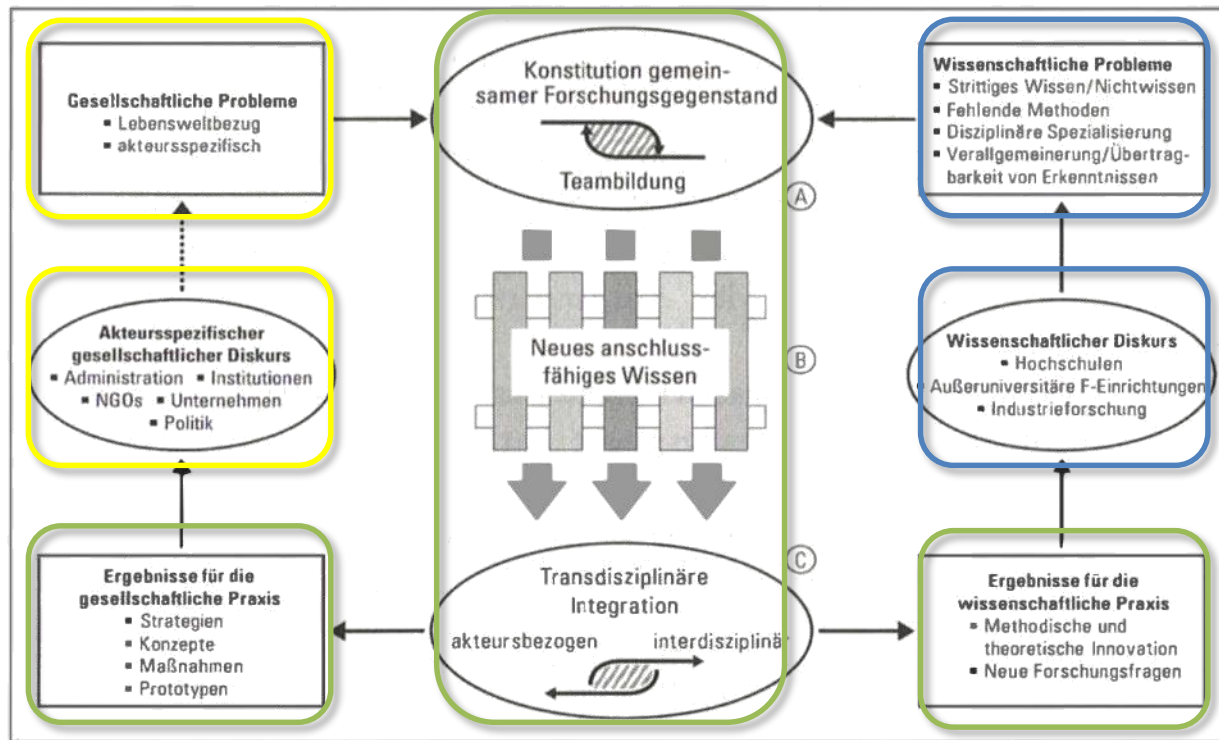 Gesellschaftliche Probleme
▪ Lebensweltbezug
▪ akteursspezifisch
Konstitution gemein-
samer Forschungsgegenstand
Teambildung
A
Wissenschaftliche Probleme
▪ Strittiges Wissen/Nichtwissen
▪ Fehlende Methoden
▪ Disziplinäre Spezialisierung
▪ Verallgemeinerung/Übertrag-
barkeit von Erkenntnissen
Akteursspezifischer
gesellschaftlicher Diskurs
▪ Administration ▪ Institutionen
▪ NGOs ▪ Unternehmen
▪ Politik
Neues anschluss-
fähiges Wissen
B
Wissenschaftlicher Diskurs
▪ Hochschulen
Außeruniversitäre F-Einrichtungen
▪ Industrieforschung
Ergebnisse für die
gesellschaftliche Praxis
▪ Strategien
▪ Konzepte
▪ Maßnahmen
▪ Prototypen
C
Transdisziplinäre
Integration
akteursbezogen interdisziplinär
Ergebnisse für die
wissenschaftliche Praxis
▪ Methodische und
theoretische Innovation
▪ Neue Forschungsfragen